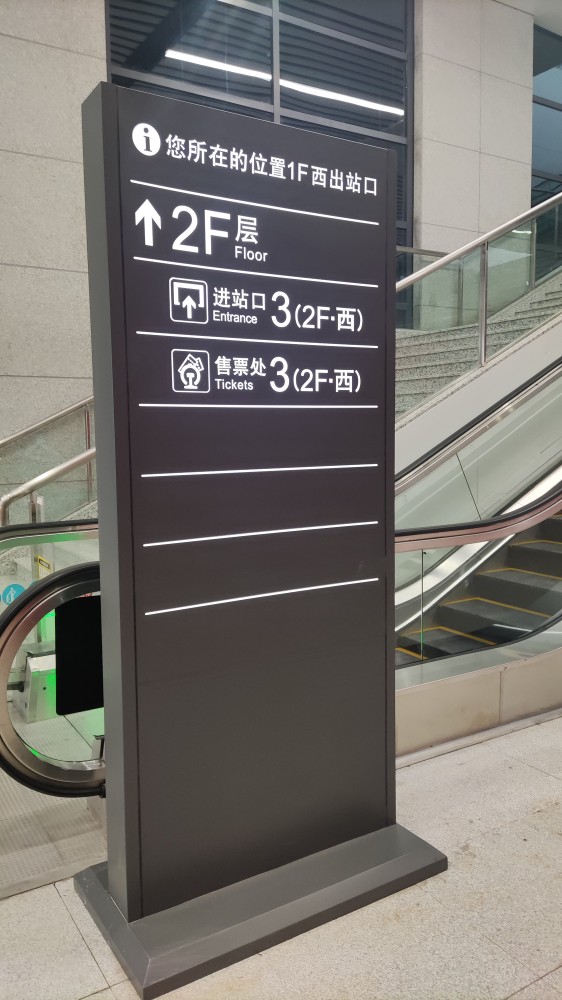 i 您所在的位置1F西出站口
2F层
Floor
进站口 3(2F·西)
Entrance
售票处 3(2F·西)
Tickets